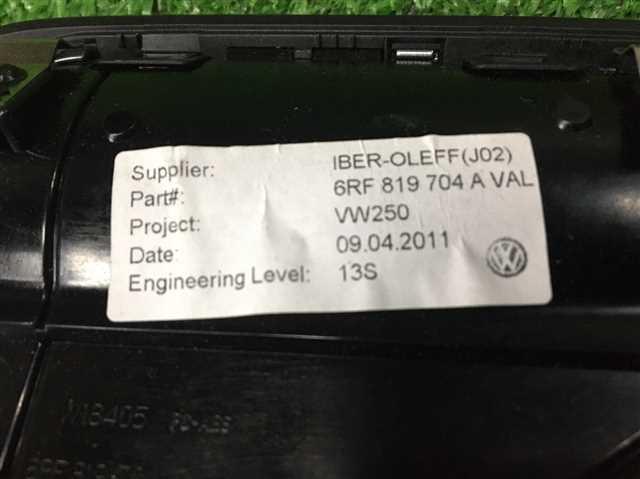 Supplier: IBER-OLEFF(J02)
Part#: 6RF 819 704 A VAL
Project: VW250
Date: 09.04.2011
Engineering Level: 13S